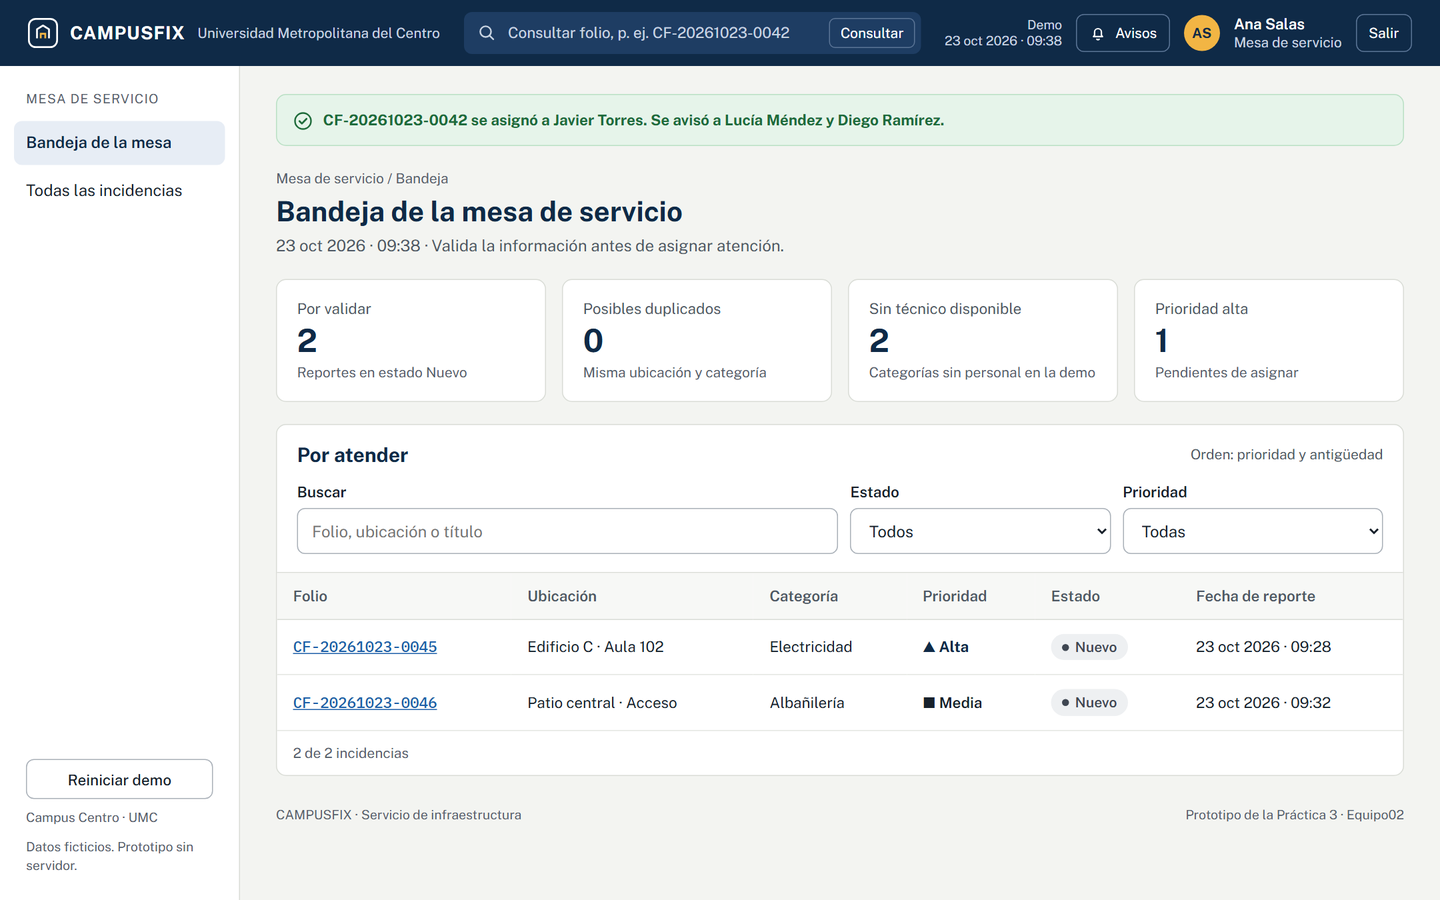 CAMPUSFIX
Universidad Metropolitana del Centro
Consultar folio, p. ej. CF-20261023-0042
Consultar
Demo
23 oct 2026 · 09:38
Avisos
AS
Ana Salas
Mesa de servicio
Salir
MESA DE SERVICIO
Bandeja de la mesa
Todas las incidencias
Reiniciar demo
Campus Centro · UMC
Datos ficticios. Prototipo sin
servidor.
CF-20261023-0042 se asignó a Javier Torres. Se avisó a Lucía Méndez y Diego Ramírez.
Mesa de servicio / Bandeja
Bandeja de la mesa de servicio
23 oct 2026 · 09:38 · Valida la información antes de asignar atención.
Por validar
2
Reportes en estado Nuevo
Posibles duplicados
0
Misma ubicación y categoría
Sin técnico disponible
2
Categorías sin personal en la demo
Prioridad alta
1
Pendientes de asignar
Por atender
Orden: prioridad y antigüedad
Buscar
Folio, ubicación o título
Estado
Todos
Prioridad
Todas
Folio Ubicación Categoría Prioridad Estado Fecha de reporte
CF-20261023-0045 Edificio C · Aula 102 Electricidad ▲ Alta ● Nuevo 23 oct 2026 · 09:28
CF-20261023-0046 Patio central · Acceso Albañilería ■ Media ● Nuevo 23 oct 2026 · 09:32
2 de 2 incidencias
CAMPUSFIX · Servicio de infraestructura
Prototipo de la Práctica 3 · Equipo02